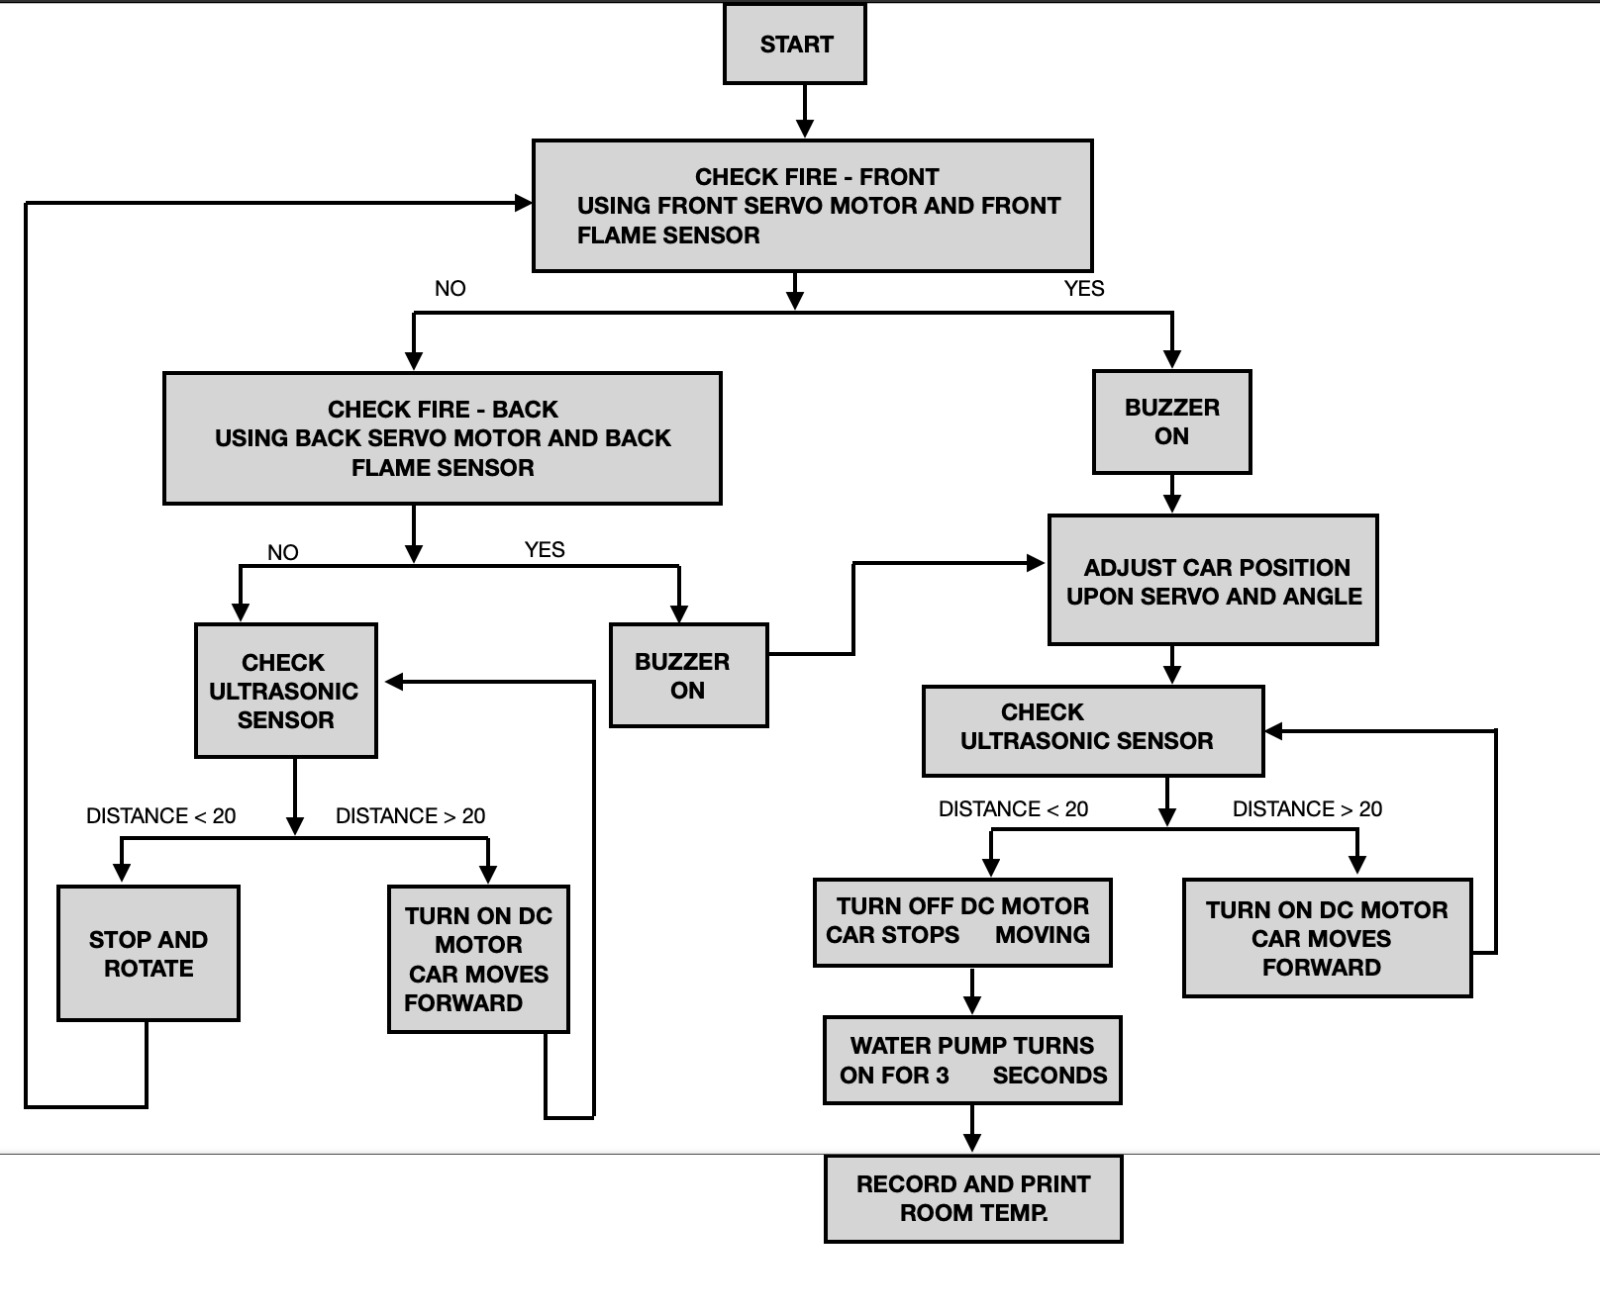 START
CHECK FIRE - FRONT
USING FRONT SERVO MOTOR AND FRONT
FLAME SENSOR
NO
YES
CHECK FIRE - BACK
USING BACK SERVO MOTOR AND BACK
FLAME SENSOR
BUZZER
ON
NO
YES
ADJUST CAR POSITION
UPON SERVO AND ANGLE
CHECK
ULTRASONIC
SENSOR
BUZZER
ON
CHECK
ULTRASONIC SENSOR
DISTANCE < 20
DISTANCE > 20
DISTANCE < 20
DISTANCE > 20
STOP AND
ROTATE
TURN ON DC
MOTOR
CAR MOVES
FORWARD
TURN OFF DC MOTOR
CAR STOPS MOVING
TURN ON DC MOTOR
CAR MOVES
FORWARD
WATER PUMP TURNS
ON FOR 3 SECONDS
RECORD AND PRINT
ROOM TEMP.